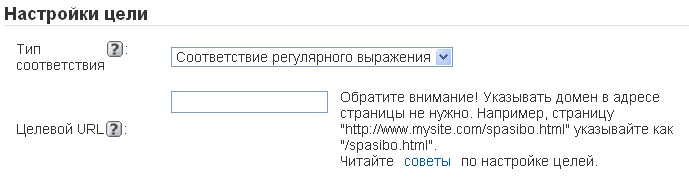 Настройки цели
Тип
соответствия
?:
Соответствие регулярного выражения
Целевой URL ?:
Обратите внимание! Указывать домен в адресе
страницы не нужно. Например, страницу
"http://www.mysite.com/spasibo.html" указывайте как
"/spasibo.html".
Читайте советы по настройке целей.